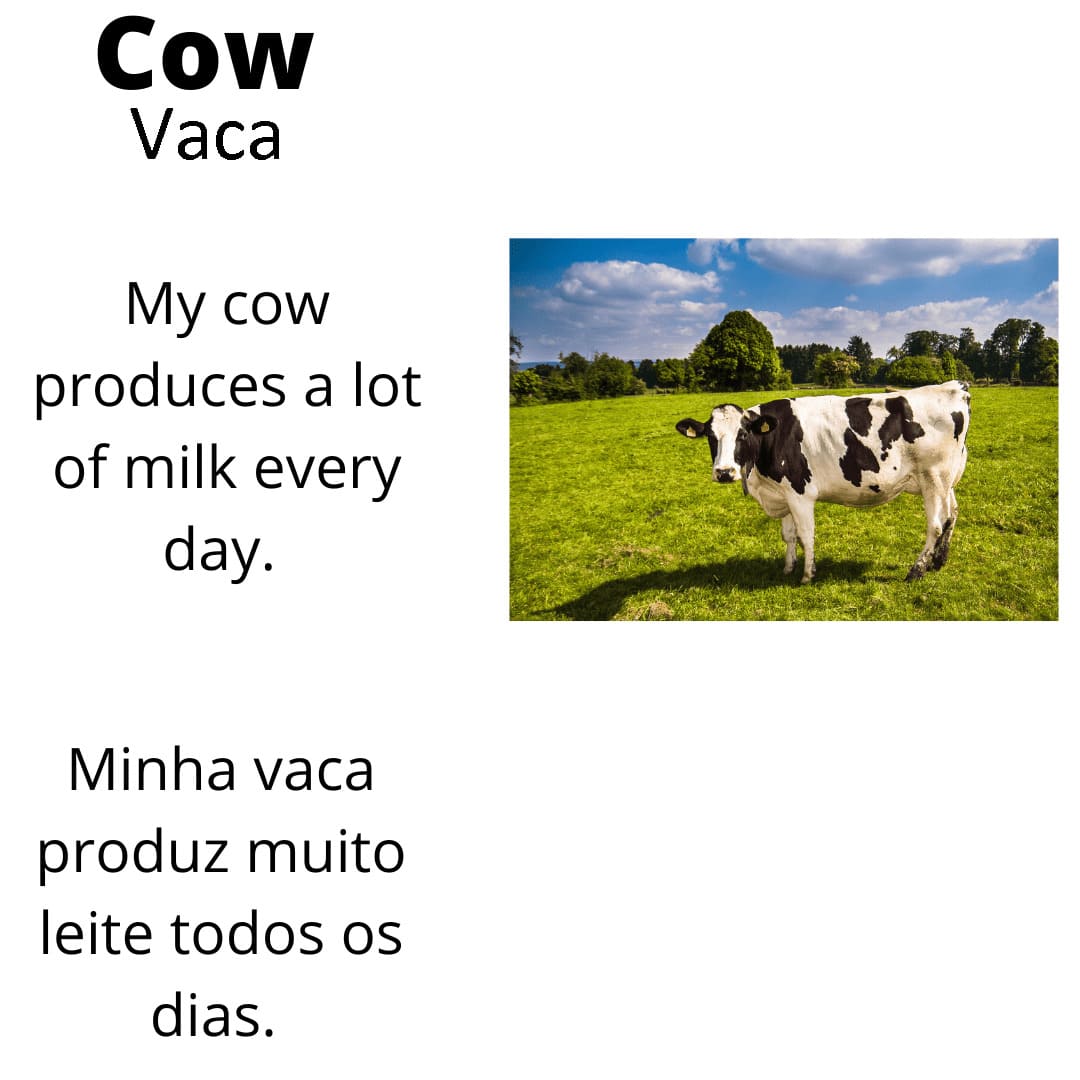 Cow
Vaca
My cow
produces a lot
of milk every
day.
Minha vaca
produz muito
leite todos os
dias.